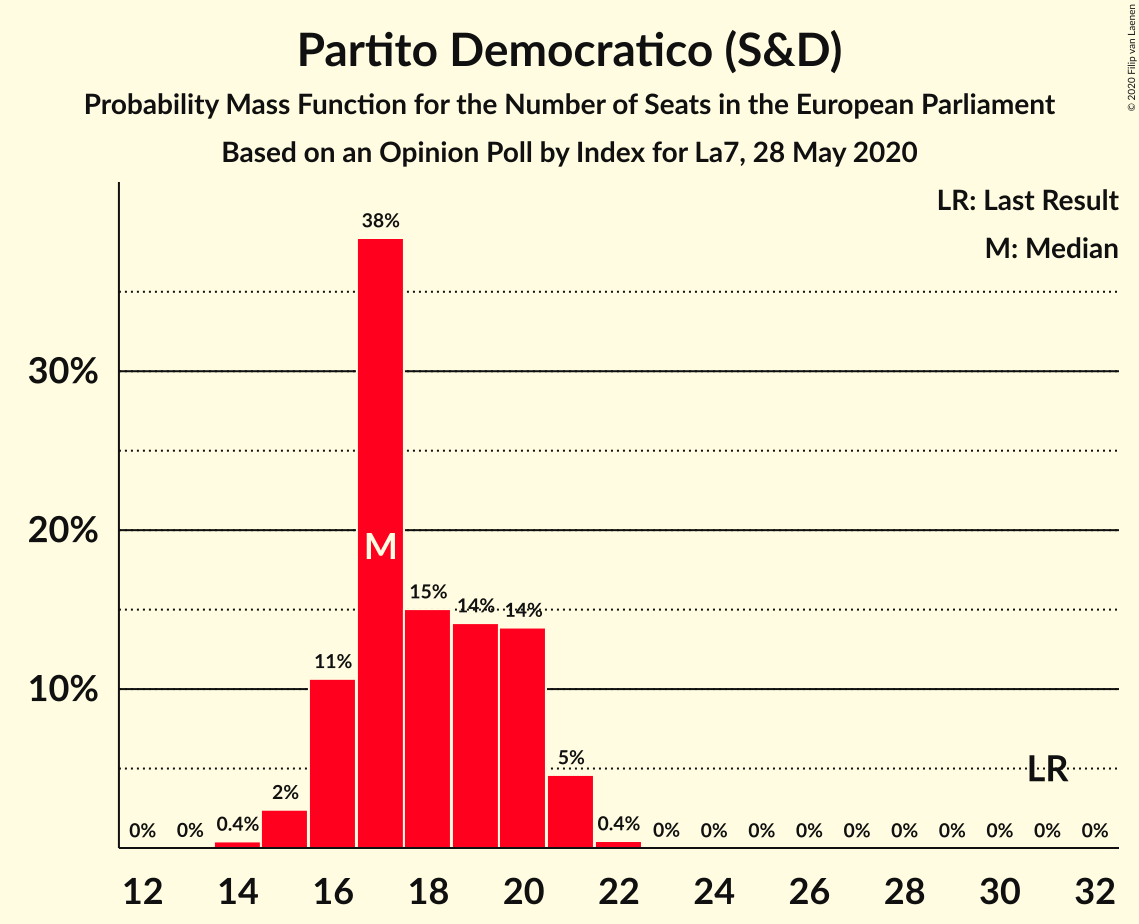 Partito Democratico (S&D)
Probability Mass Function for the Number of Seats in the European Parliament
Based on an Opinion Poll by Index for La7, 28 May 2020
© 2020 Filip van Laenen
LR: Last Result
M: Median
38%
30%
20%
M
15%
14%
14%
11%
10%
5%
LR
2%
0%
0%
0.4%
0.4%
0%
0%
0%
0%
0%
0%
0%
0%
0%
0%
12 14 16 18 20 22 24 26 28 30 32